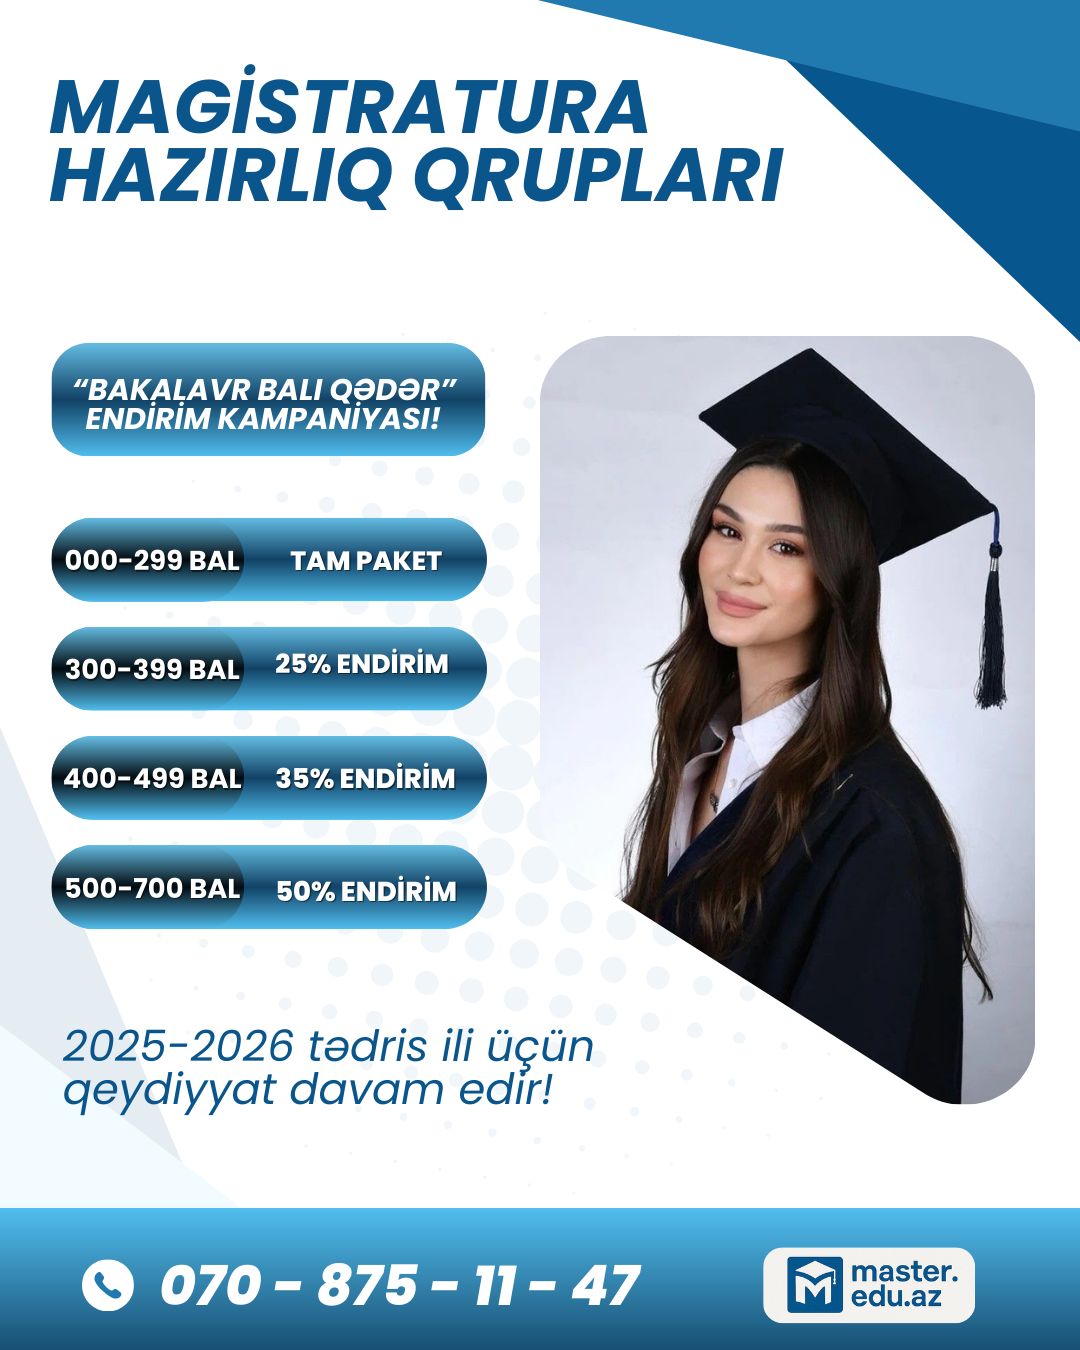 MAGİSTRATURA
HAZIRLIQ QRUPLARI
“BAKALAVR BALI QƏDƏR”
ENDİRİM KAMPANİYASI!
000-299 BAL TAM PAKET
300-399 BAL 25% ENDİRİM
400-499 BAL 35% ENDİRİM
500-700 BAL 50% ENDİRİM
2025-2026 tədris ili üçün
qeydiyyat davam edir!
070 - 875 - 11 - 47
master.
edu.az